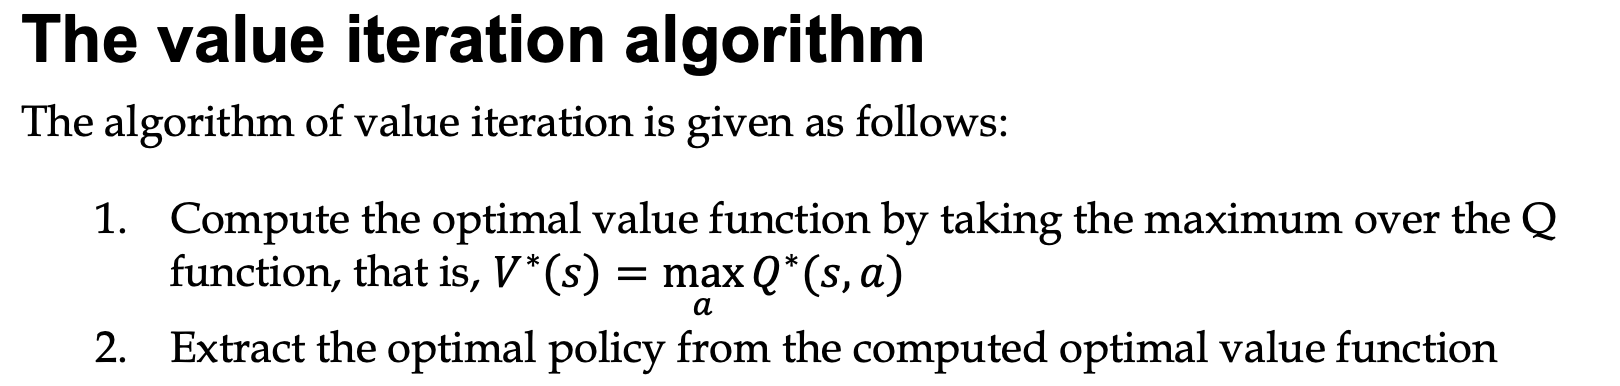 The value iteration algorithm
The algorithm of value iteration is given as follows:
1. Compute the optimal value function by taking the maximum over the Q
function, that is, V*(s) = max Q*(s, a)
a
2. Extract the optimal policy from the computed optimal value function